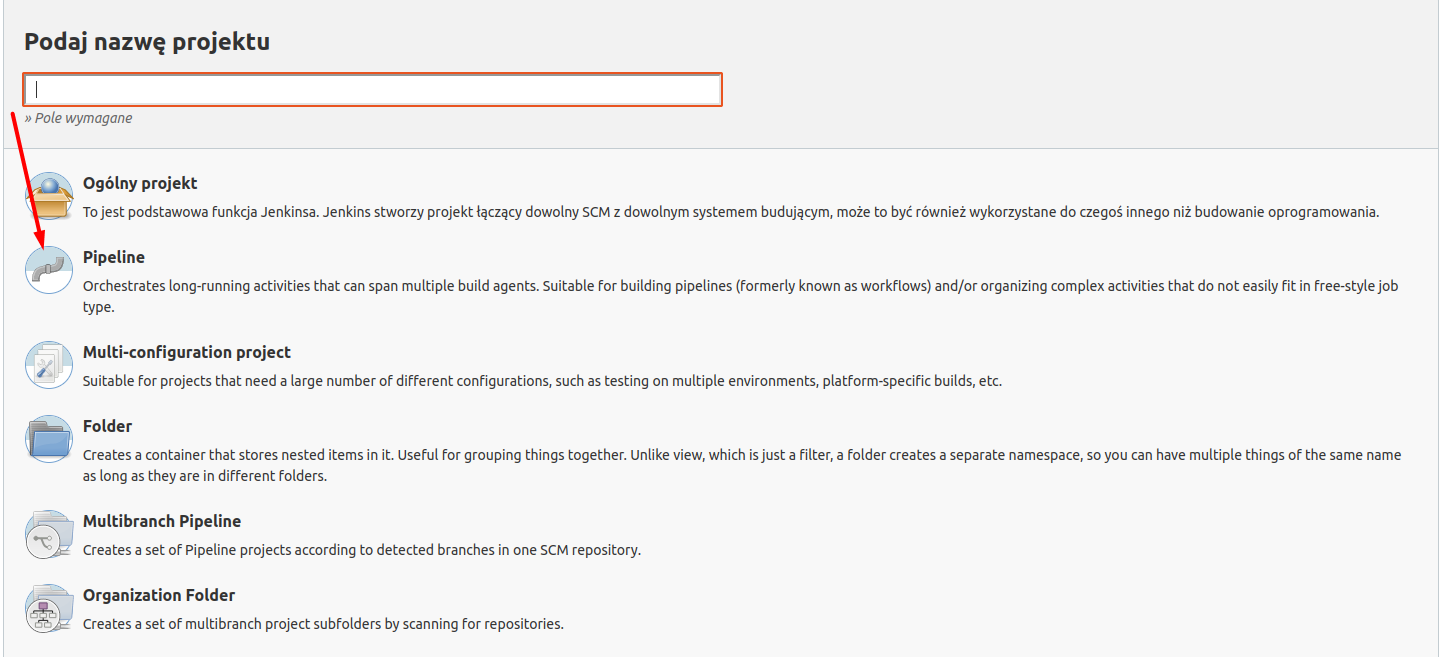 Podaj nazwę projektu
» Pole wymagane
Ogólny projekt
To jest podstawowa funkcja Jenkinsa. Jenkins stworzy projekt łączący dowolny SCM z dowolnym systemem budującym, może to być również wykorzystane do czegoś innego niż budowanie oprogramowania.
Pipeline
Orchestrates long-running activities that can span multiple build agents. Suitable for building pipelines (formerly known as workflows) and/or organizing complex activities that do not easily fit in free-style job
type.
Multi-configuration project
Suitable for projects that need a large number of different configurations, such as testing on multiple environments, platform-specific builds, etc.
Folder
Creates a container that stores nested items in it. Useful for grouping things together. Unlike view, which is just a filter, a folder creates a separate namespace, so you can have multiple things of the same name
as long as they are in different folders.
Multibranch Pipeline
Creates a set of Pipeline projects according to detected branches in one SCM repository.
Organization Folder
Creates a set of multibranch project subfolders by scanning for repositories.